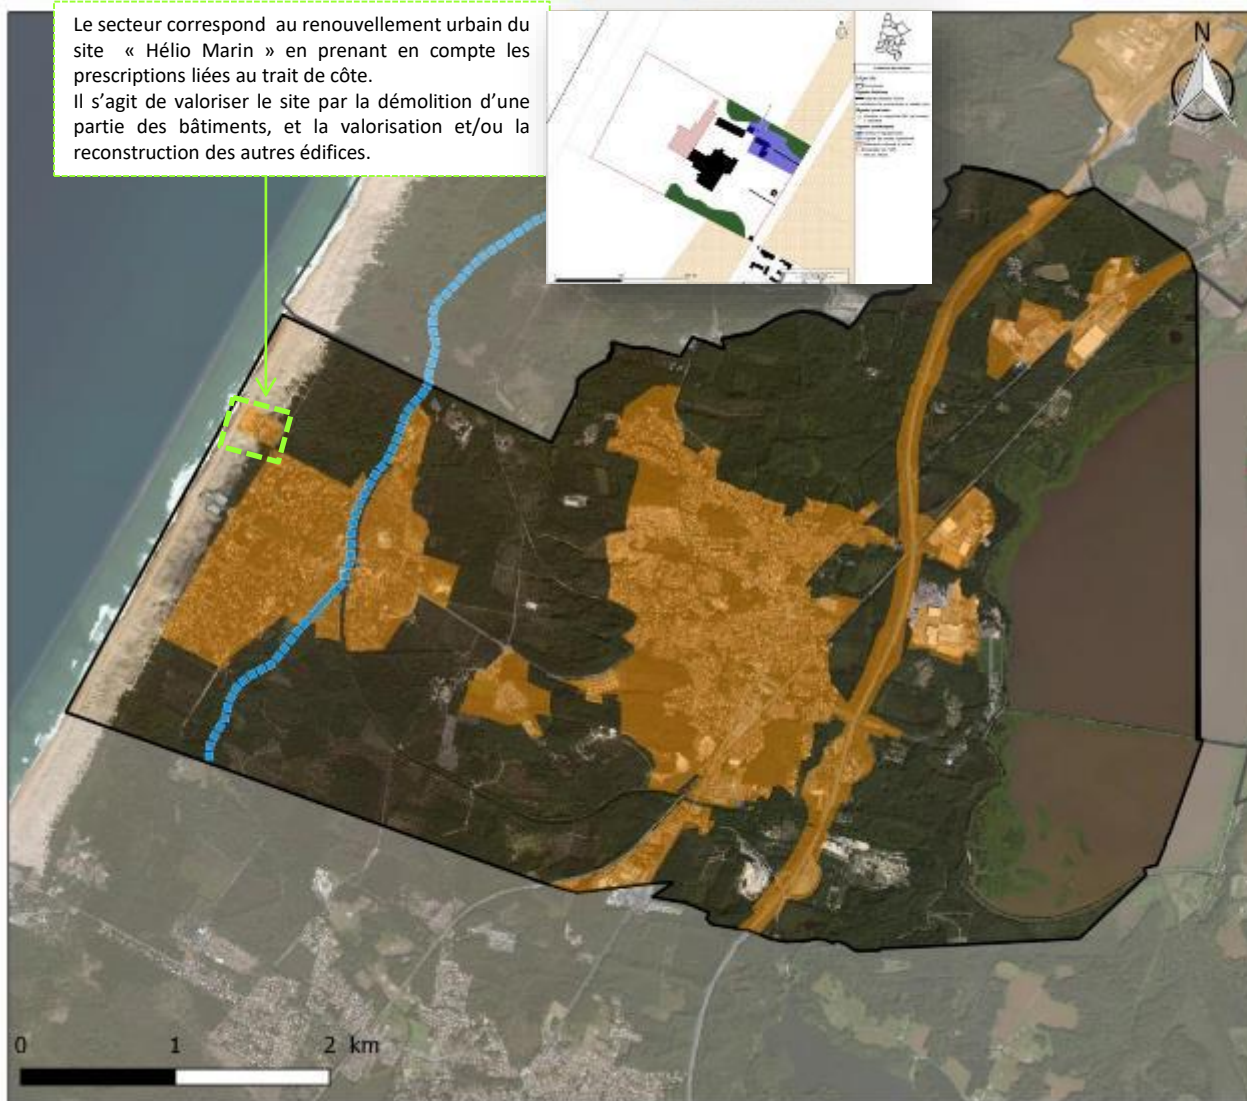 Le secteur correspond au renouvellement urbain du
site « Hélio Marin » en prenant en compte les
prescriptions liées au trait de côte.
Il s’agit de valoriser le site par la démolition d’une
partie des bâtiments, et la valorisation et/ou la
reconstruction des autres édifices.
N
0 1 2 km